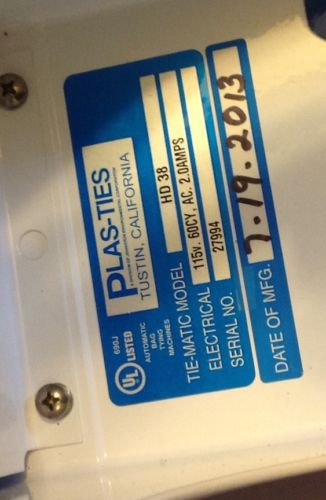 PLAS-TIES
TUSTIN, CALIFORNIA
UL LISTED
690J
AUTOMATIC
BAG
TYING
MACHINES
TIE-MATIC MODEL HD 38
ELECTRICAL 115v. 60CY, AC. 2.0AMPS
SERIAL NO. 27994
DATE OF MFG. 7.19.2013